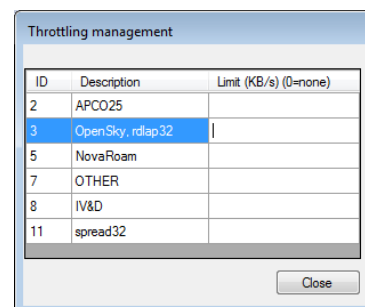 Throttling management
ID Description Limit (KB/s) (0=none)
2 APCO25
3 OpenSky, rdlap32
5 NovaRoam
7 OTHER
8 IV&D
11 spread32
Close